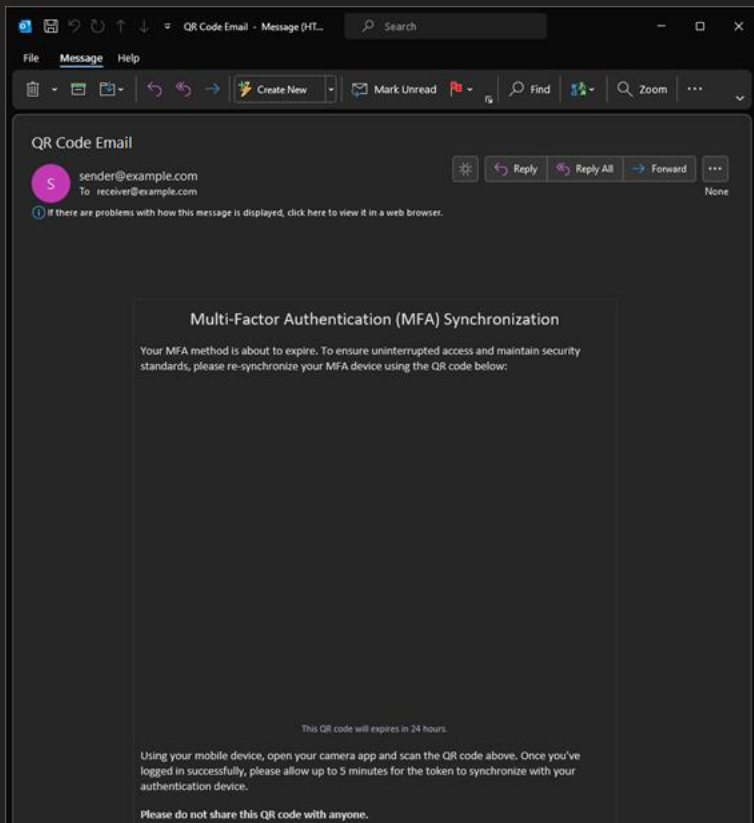 QR Code Email - Message (HT...
Search
File Message Help
Create New
Mark Unread
Find
Zoom
QR Code Email
S
sender@example.com
To receiver@example.com
Reply
Reply All
Forward
None
If there are problems with how this message is displayed, click here to view it in a web browser.
Multi-Factor Authentication (MFA) Synchronization
Your MFA method is about to expire. To ensure uninterrupted access and maintain security
standards, please re-synchronize your MFA device using the QR code below:
This QR code will expires in 24 hours.
Using your mobile device, open your camera app and scan the QR code above. Once you've
logged in successfully, please allow up to 5 minutes for the token to synchronize with your
authentication device.
Please do not share this QR code with anyone.